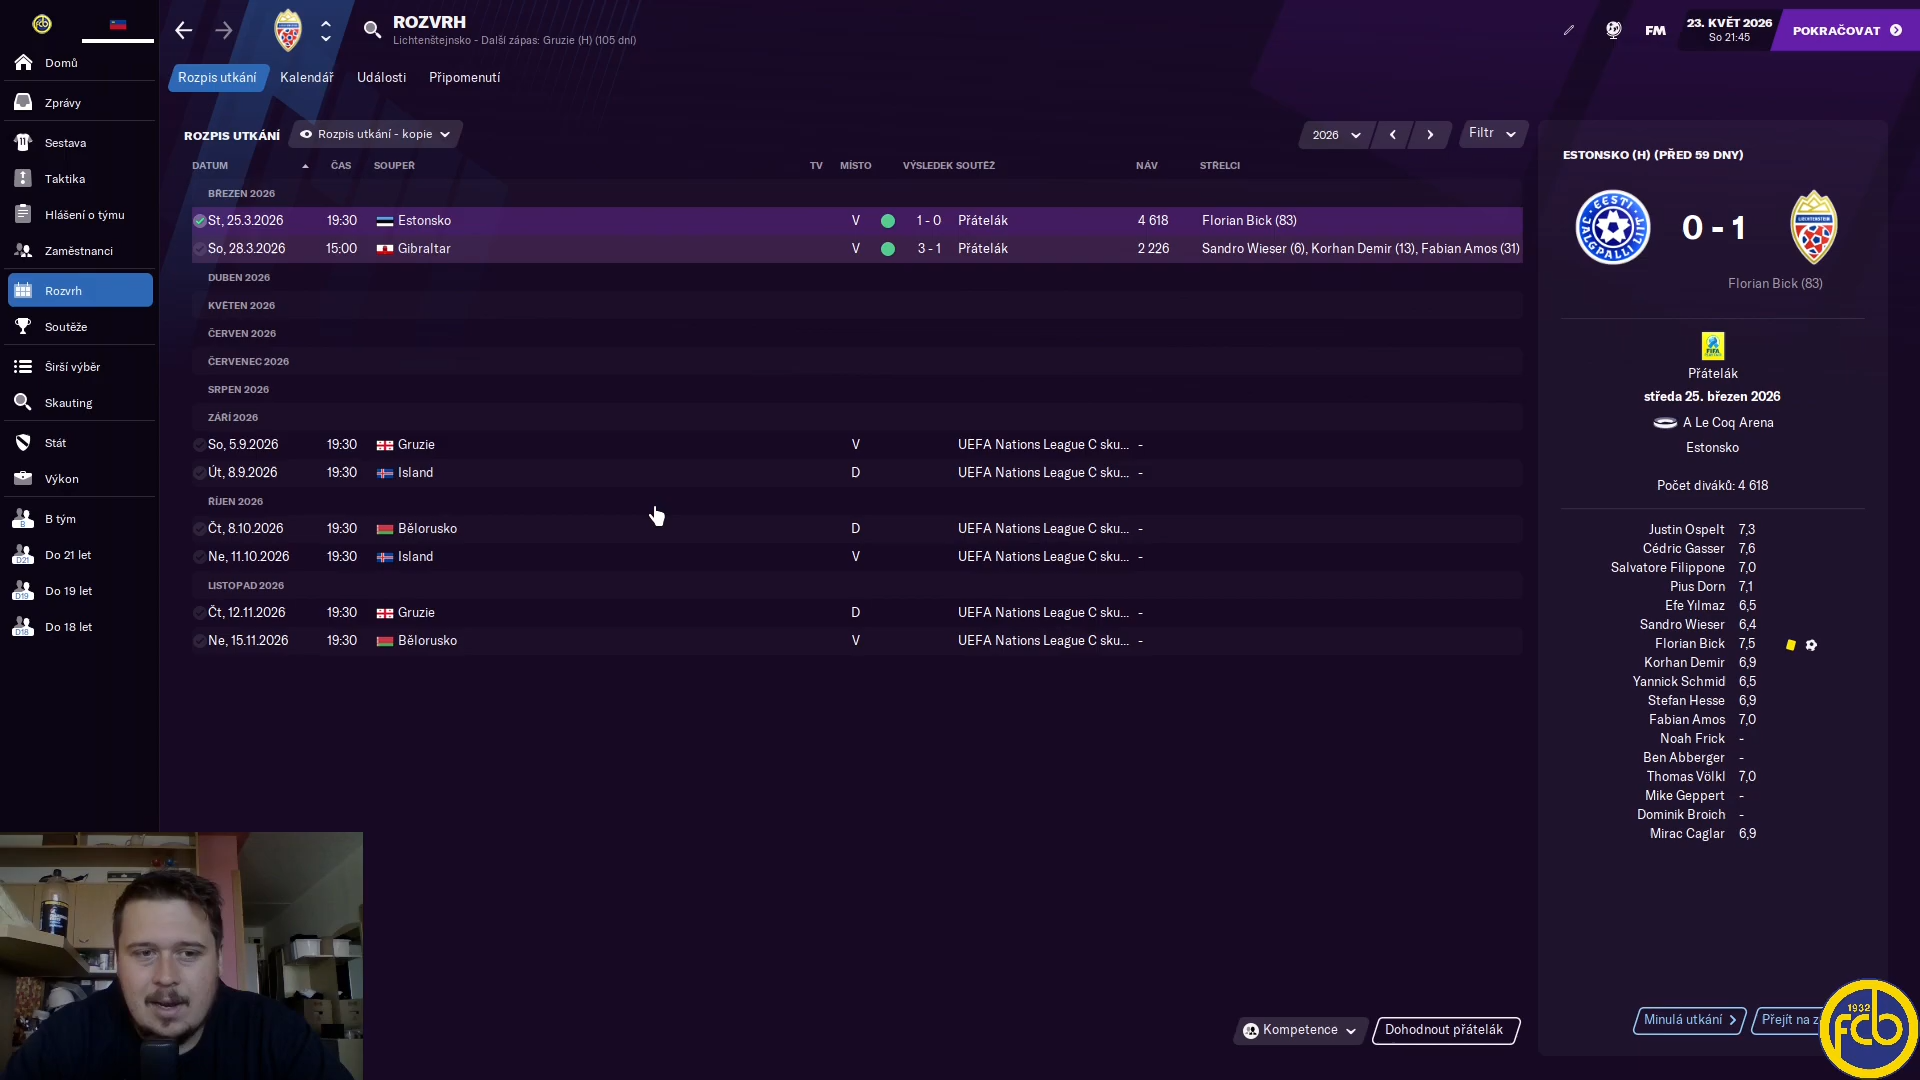 ROZVRH
Lichtenštejnsko - Další zápas: Gruzie (H) (105 dní)
FM
23. KVĚT 2026
So 21:45
POKRAČOVAT
Domů
Zprávy
Sestava
Taktika
Hlášení o týmu
Zaměstnanci
Rozvrh
Soutěže
Širší výběr
Skauting
Stát
Výkon
B tým
Do 21 let
Do 19 let
Do 18 let
Rozpis utkání Kalendář Události Připomenutí
ROZPIS UTKÁNÍ Rozpis utkání - kopie 2026 Filtr
DATUM ČAS SOUPEŘ TV MÍSTO VÝSLEDEK SOUTĚŽ NÁV STŘELCI
BŘEZEN 2026
St, 25.3.2026 19:30 Estonsko V 1 - 0 Přátelák 4 618 Florian Bick (83)
So, 28.3.2026 15:00 Gibraltar V 3 - 1 Přátelák 2 226 Sandro Wieser (6), Korhan Demir (13), Fabian Amos (31)
DUBEN 2026
KVĚTEN 2026
ČERVEN 2026
ČERVENEC 2026
SRPEN 2026
ZÁŘÍ 2026
So, 5.9.2026 19:30 Gruzie V UEFA Nations League C sku... -
Út, 8.9.2026 19:30 Island D UEFA Nations League C sku... -
ŘÍJEN 2026
Čt, 8.10.2026 19:30 Bělorusko D UEFA Nations League C sku... -
Ne, 11.10.2026 19:30 Island V UEFA Nations League C sku... -
LISTOPAD 2026
Čt, 12.11.2026 19:30 Gruzie D UEFA Nations League C sku... -
Ne, 15.11.2026 19:30 Bělorusko V UEFA Nations League C sku... -
Kompetence Dohodnout přátelák
ESTONSKO (H) (PŘED 59 DNY)
0 - 1
Florian Bick (83)
Přátelák
středa 25. březen 2026
A Le Coq Arena
Estonsko
Počet diváků: 4 618
Justin Ospelt 7,3
Cédric Gasser 7,6
Salvatore Filippone 7,0
Pius Dorn 7,1
Efe Yılmaz 6,5
Sandro Wieser 6,4
Florian Bick 7,5
Korhan Demir 6,9
Yannick Schmid 6,5
Stefan Hesse 6,9
Fabian Amos 7,0
Noah Frick -
Ben Abberger -
Thomas Völkl 7,0
Mike Geppert -
Dominik Broich -
Mirac Caglar 6,9
Minulá utkání Přejít na z
1932
fcb